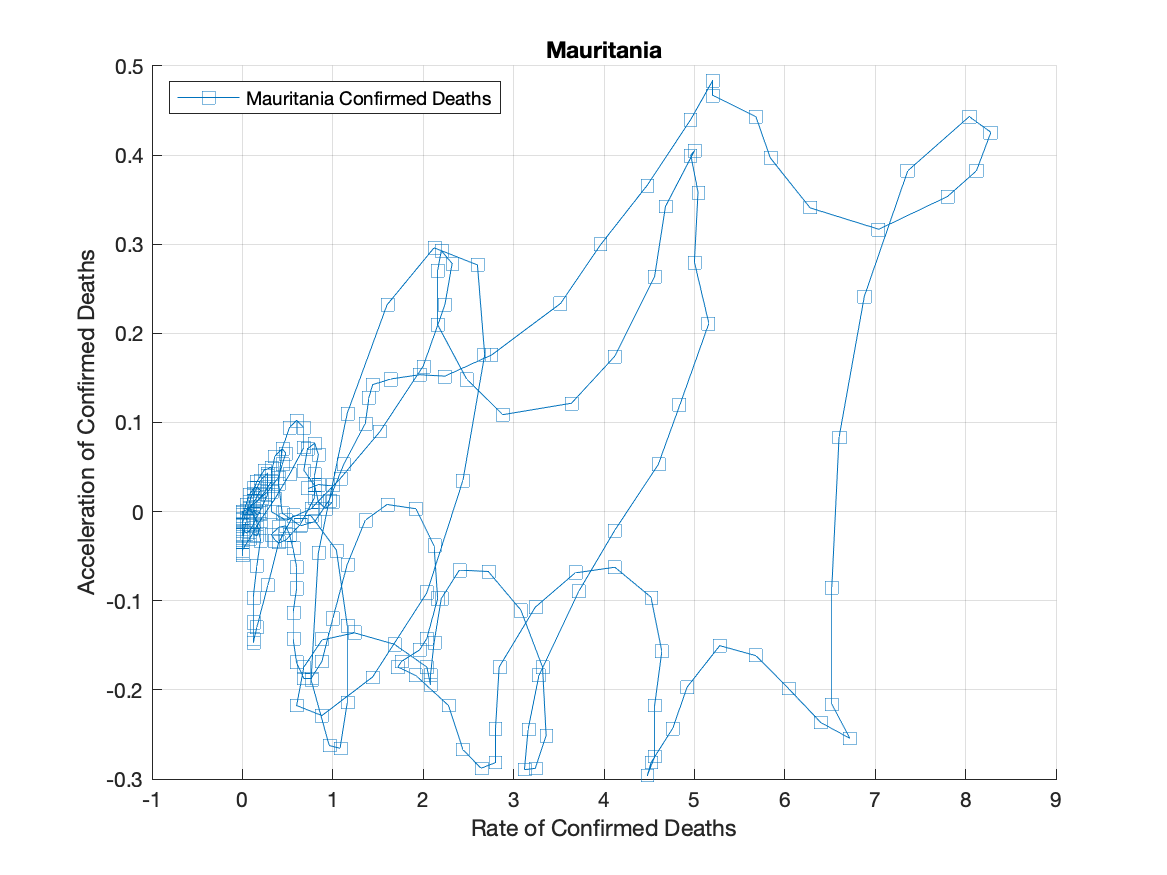 Mauritania
Mauritania Confirmed Deaths
Acceleration of Confirmed Deaths
0.5
0.4
0.3
0.2
0.1
0
-0.1
-0.2
-0.3
-1 0 1 2 3 4 5 6 7 8 9
Rate of Confirmed Deaths